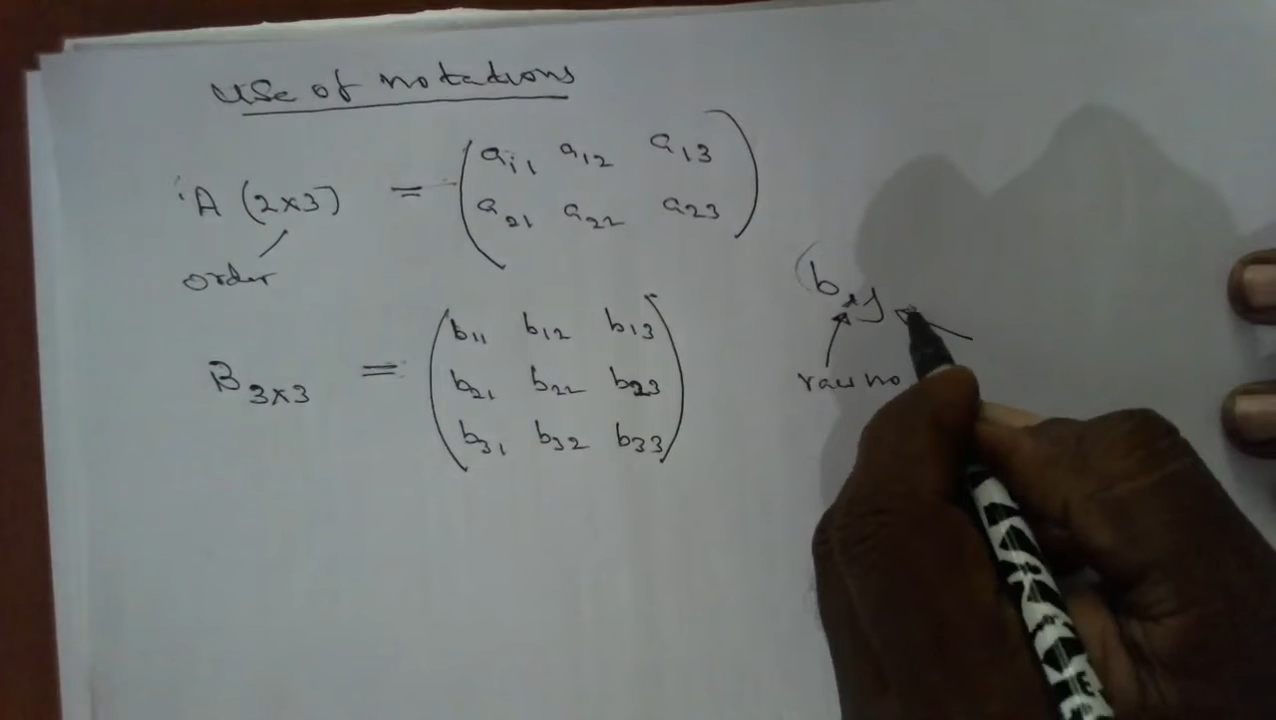 Use of notations
A (2×3) = (a11 a12 a13
a21 a22 a23)
order
B3×3 = (b11 b12 b13
b21 b22 b23
b31 b32 b33)
(bij
row no